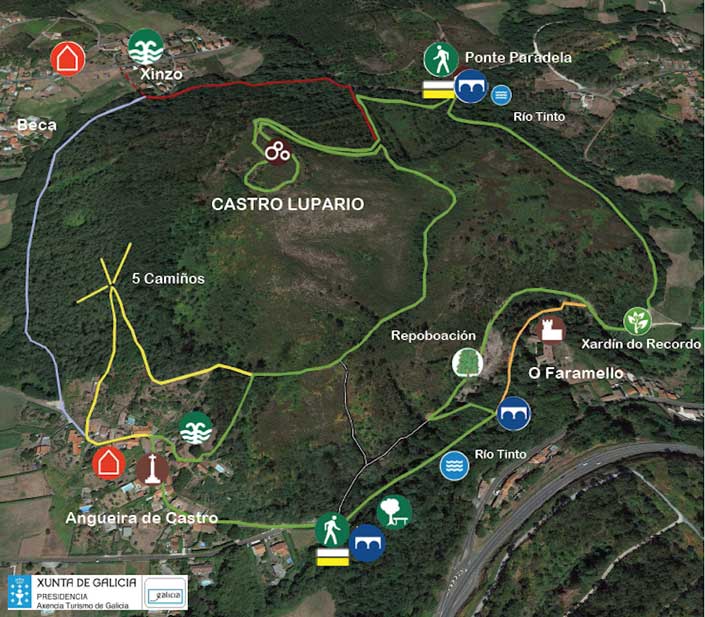 Ponte Paradela
Xinzo
Río Tinto
Beca
CASTRO LUPARIO
5 Camiños
Repoboación
Xardín do Recordo
O Faramello
Río Tinto
Angueira de Castro
XUNTA DE GALICIA
PRESIDENCIA
Axencia Turismo de Galicia
galicia